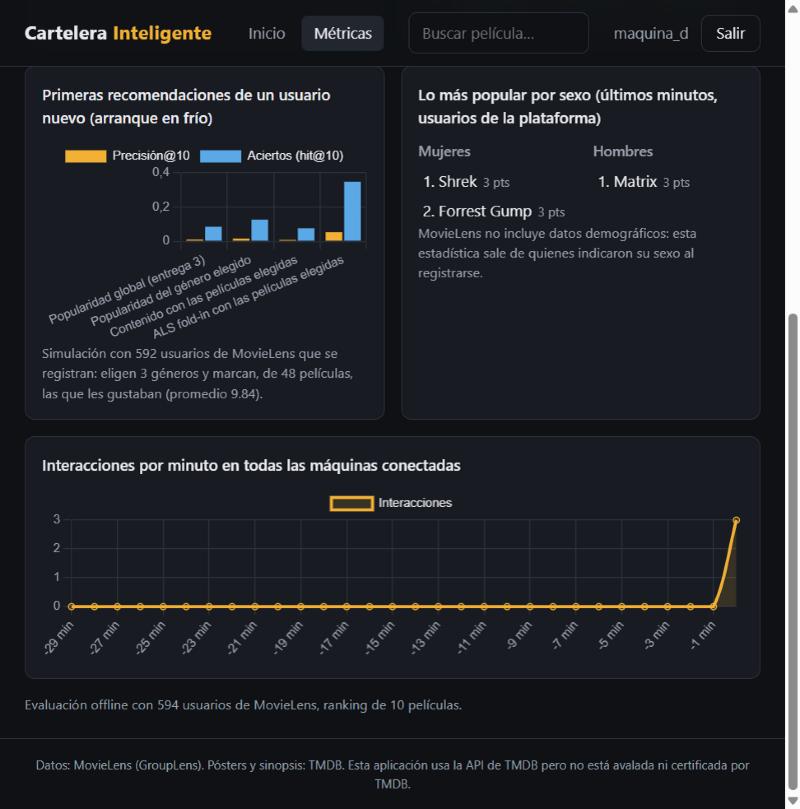 Cartelera Inteligente
Inicio
Métricas
Buscar película...
maquina_d
Salir
Primeras recomendaciones de un usuario
nuevo (arranque en frío)
Precisión@10
Aciertos (hit@10)
0,4
0,2
0
Popularidad global (entrega 3)
Popularidad del género elegido
Contenido con las películas elegidas
ALS fold-in con las películas elegidas
Simulación con 592 usuarios de MovieLens que se
registran: eligen 3 géneros y marcan, de 48 películas,
las que les gustaban (promedio 9.84).
Lo más popular por sexo (últimos minutos,
usuarios de la plataforma)
Mujeres
1. Shrek 3 pts
2. Forrest Gump 3 pts
Hombres
1. Matrix 3 pts
MovieLens no incluye datos demográficos: esta
estadística sale de quienes indicaron su sexo al
registrarse.
Interacciones por minuto en todas las máquinas conectadas
Interacciones
3
2
1
0
-29 min
-27 min
-25 min
-23 min
-21 min
-19 min
-17 min
-15 min
-13 min
-11 min
-9 min
-7 min
-5 min
-3 min
-1 min
Evaluación offline con 594 usuarios de MovieLens, ranking de 10 películas.
Datos: MovieLens (GroupLens). Pósters y sinopsis: TMDB. Esta aplicación usa la API de TMDB pero no está avalada ni certificada por
TMDB.